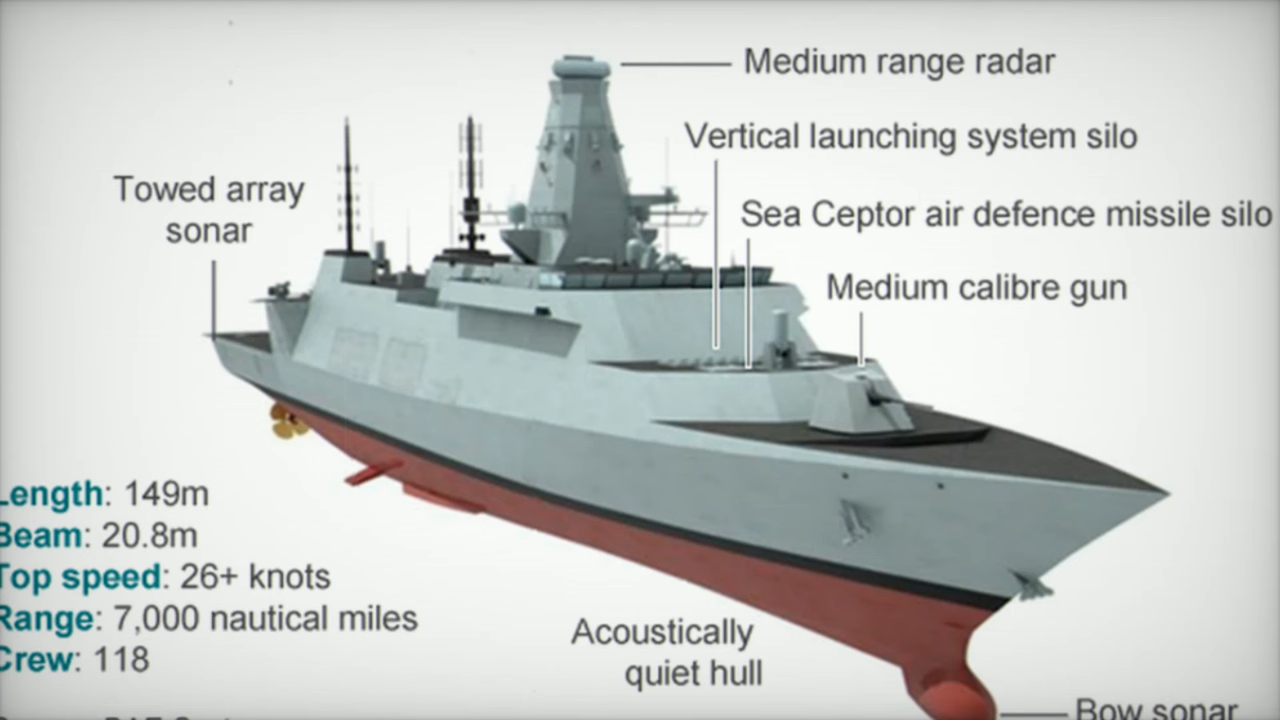 Medium range radar
Vertical launching system silo
Towed array
sonar
Sea Ceptor air defence missile silo
Medium calibre gun
Length: 149m
Beam: 20.8m
Top speed: 26+ knots
Range: 7,000 nautical miles
Crew: 118
Acoustically
quiet hull
Bow sonar